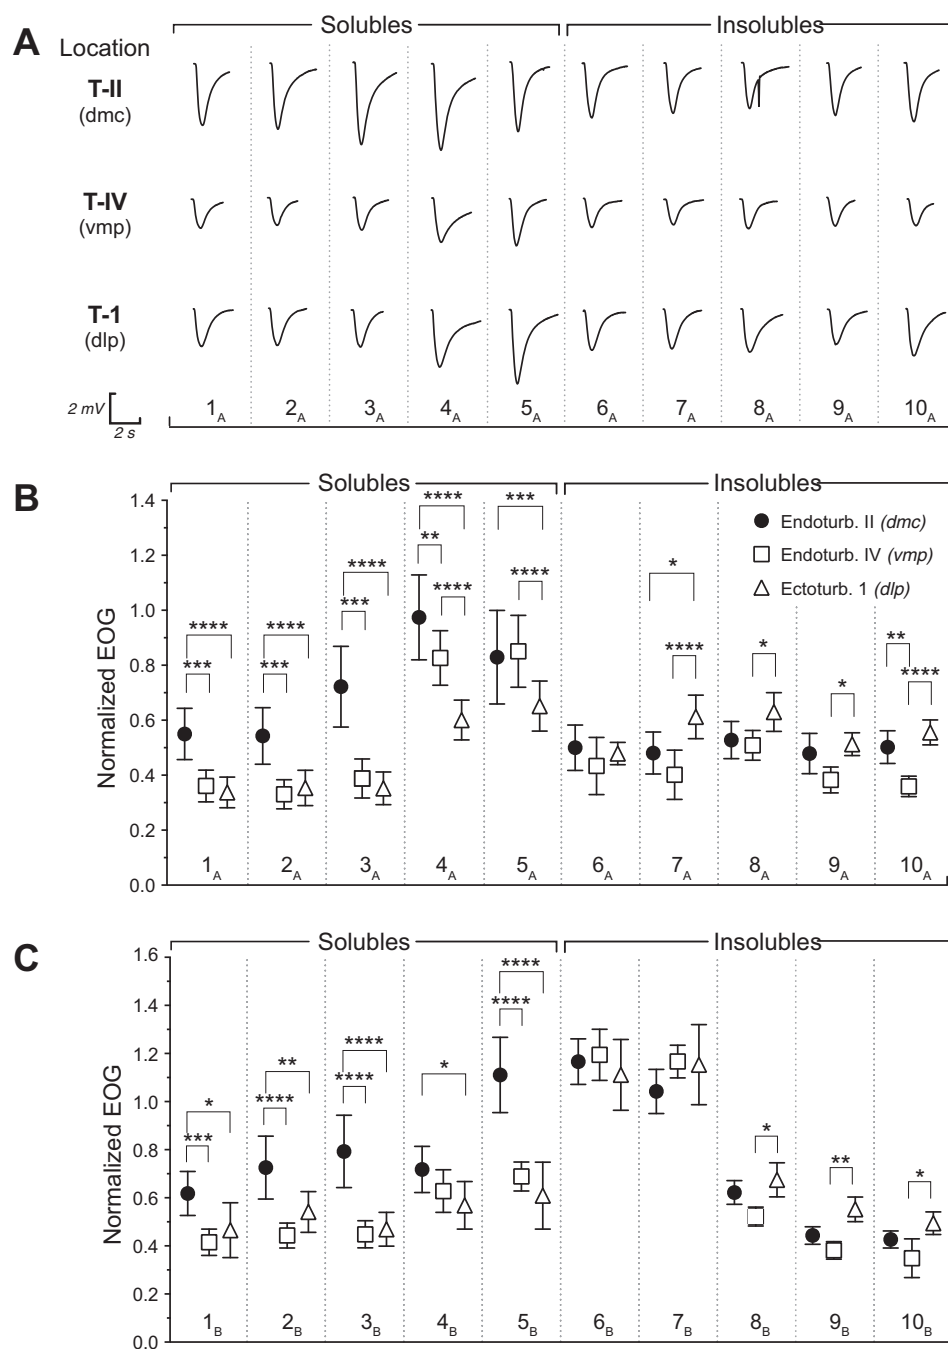 A
Location
Solubles
Insolubles
T-II
(dmc)
T-IV
(vmp)
T-1
(dlp)
2 mV
2 s
1A 2A 3A 4A 5A 6A 7A 8A 9A 10A
B
Solubles
Insolubles
Normalized EOG
1.4
1.2
1.0
0.8
0.6
0.4
0.2
0.0
Endoturb. II (dmc)
Endoturb. IV (vmp)
Ectoturb. 1 (dlp)
**** *** **** *** **** *** **** ** **** *** **** * **** * * ** ****
1A 2A 3A 4A 5A 6A 7A 8A 9A 10A
C
Solubles
Insolubles
Normalized EOG
1.6
1.4
1.2
1.0
0.8
0.6
0.4
0.2
0.0
* *** ** **** **** **** * **** **** * ** *
1B 2B 3B 4B 5B 6B 7B 8B 9B 10B